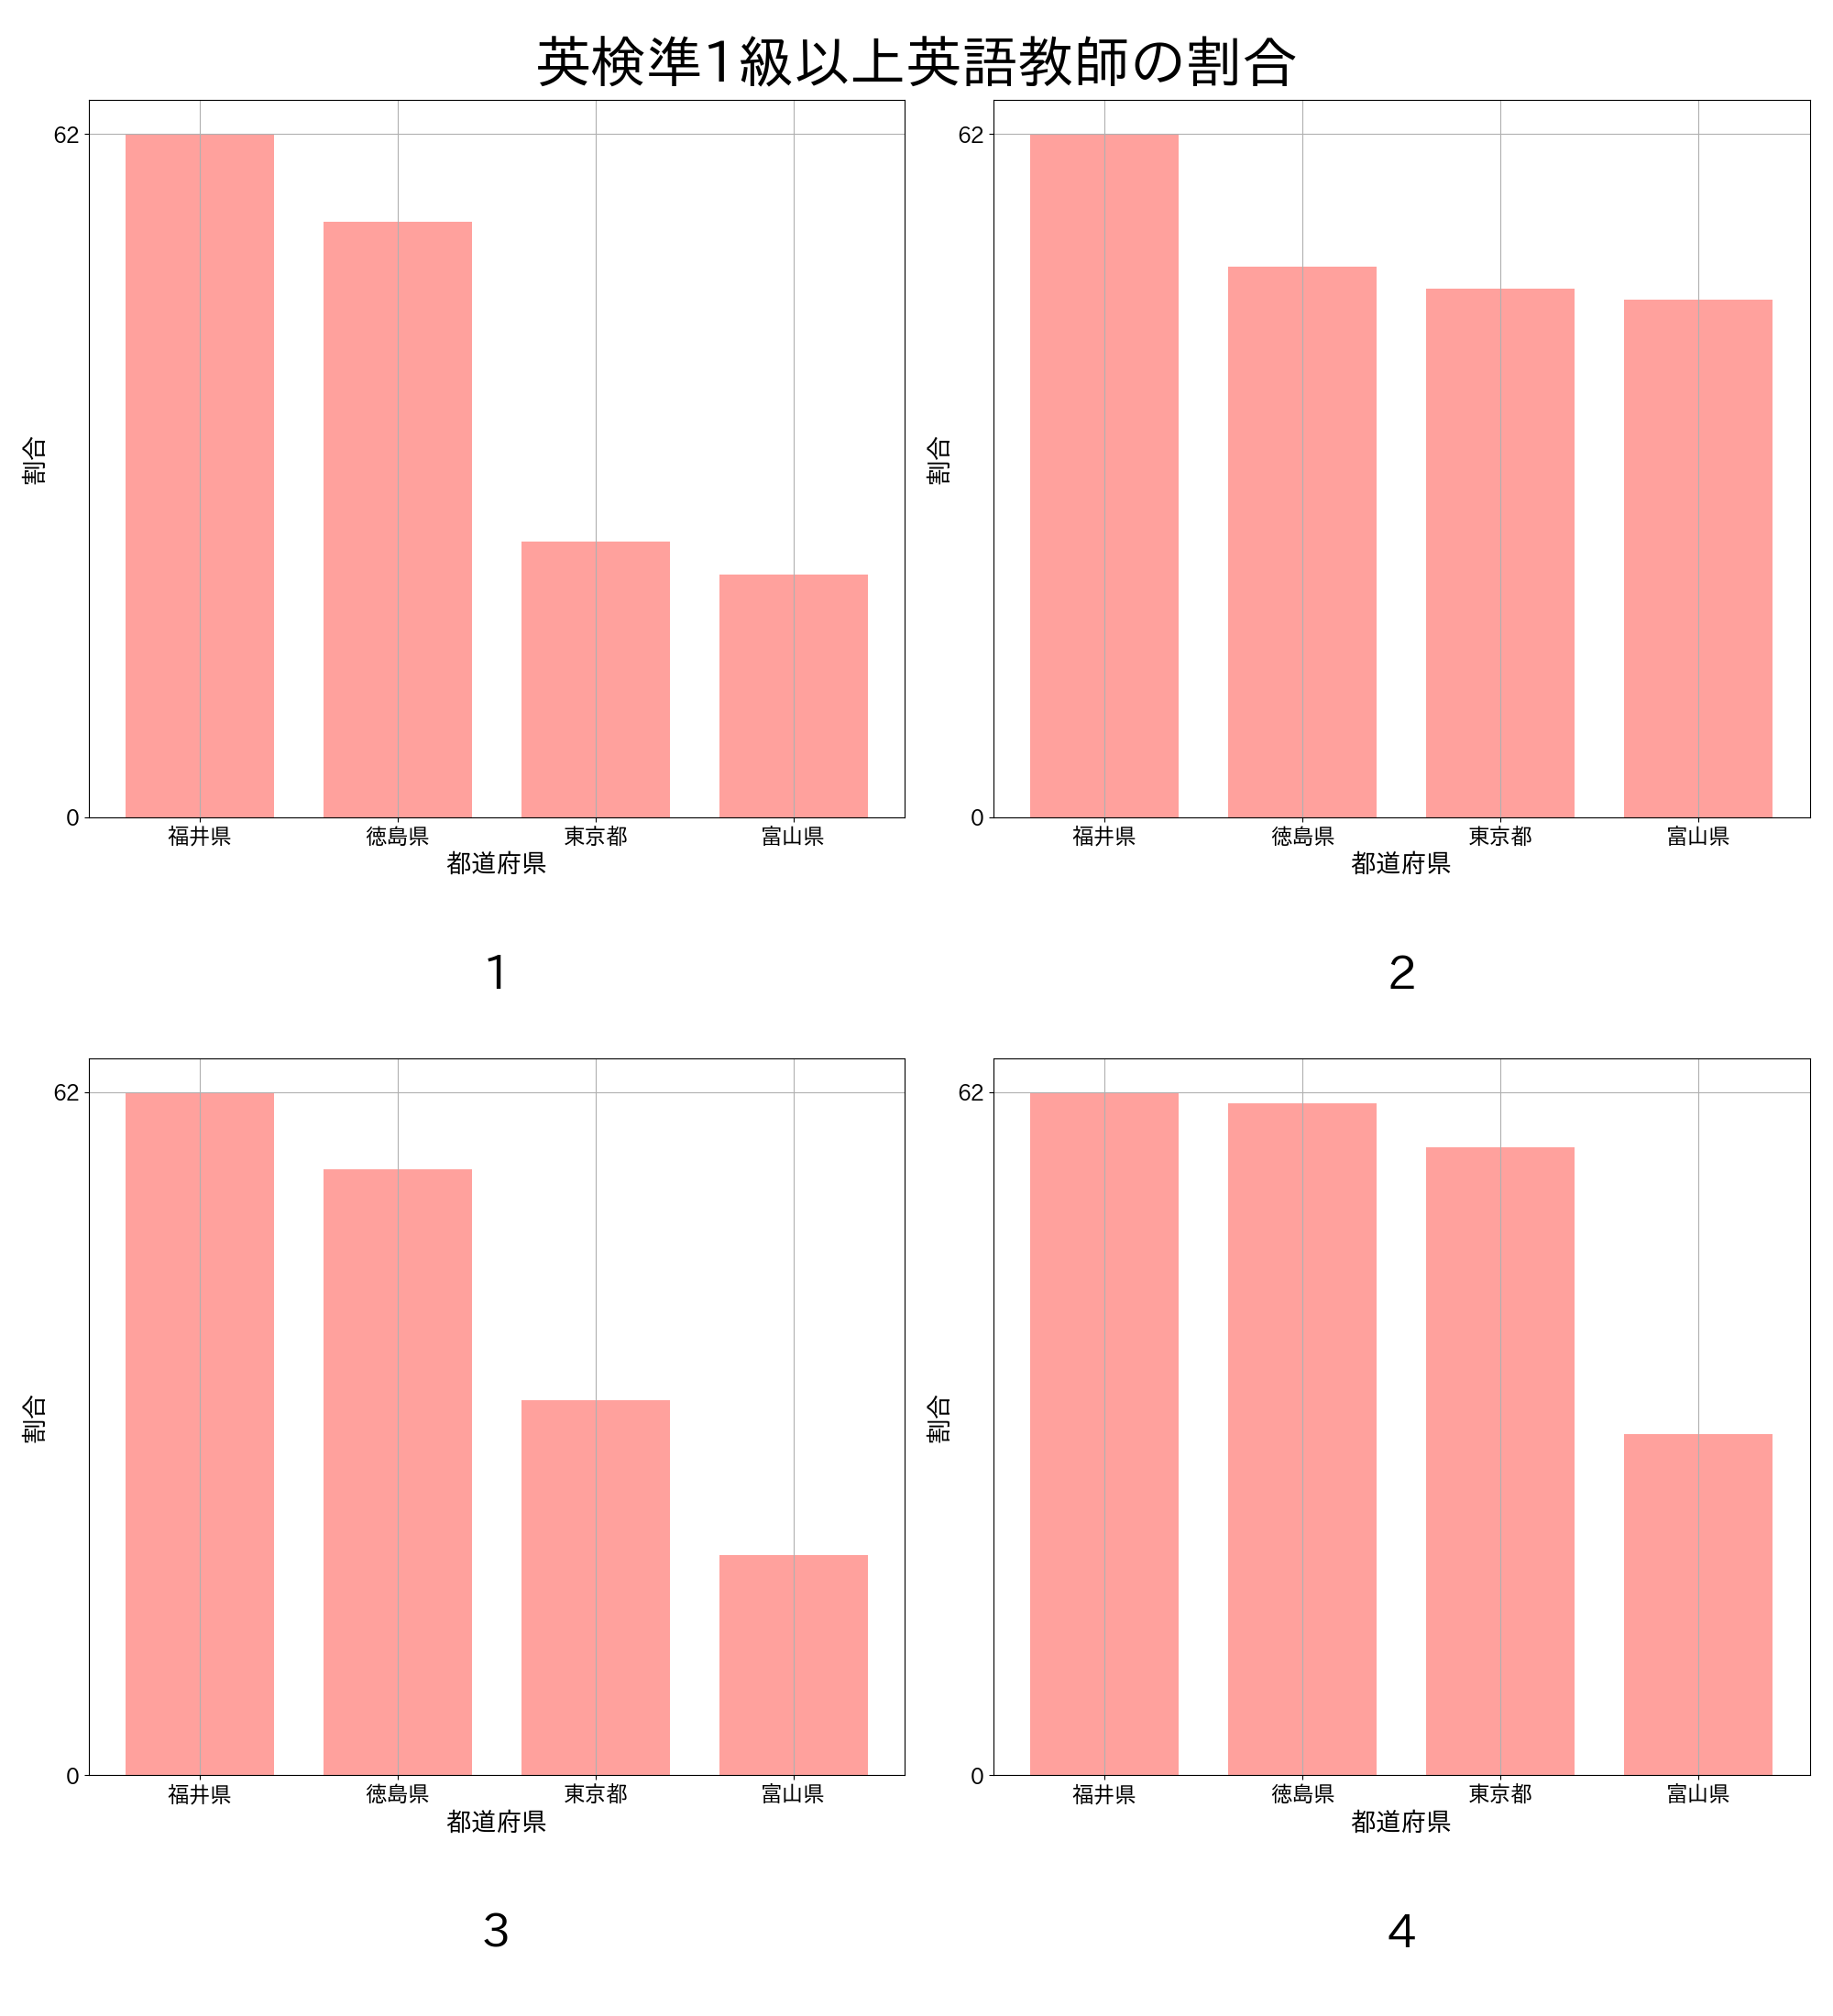 英検準1級以上英語教師の割合
62
0
割合
福井県 徳島県 東京都 富山県
都道府県
1
62
0
割合
福井県 徳島県 東京都 富山県
都道府県
2
62
0
割合
福井県 徳島県 東京都 富山県
都道府県
3
62
0
割合
福井県 徳島県 東京都 富山県
都道府県
4